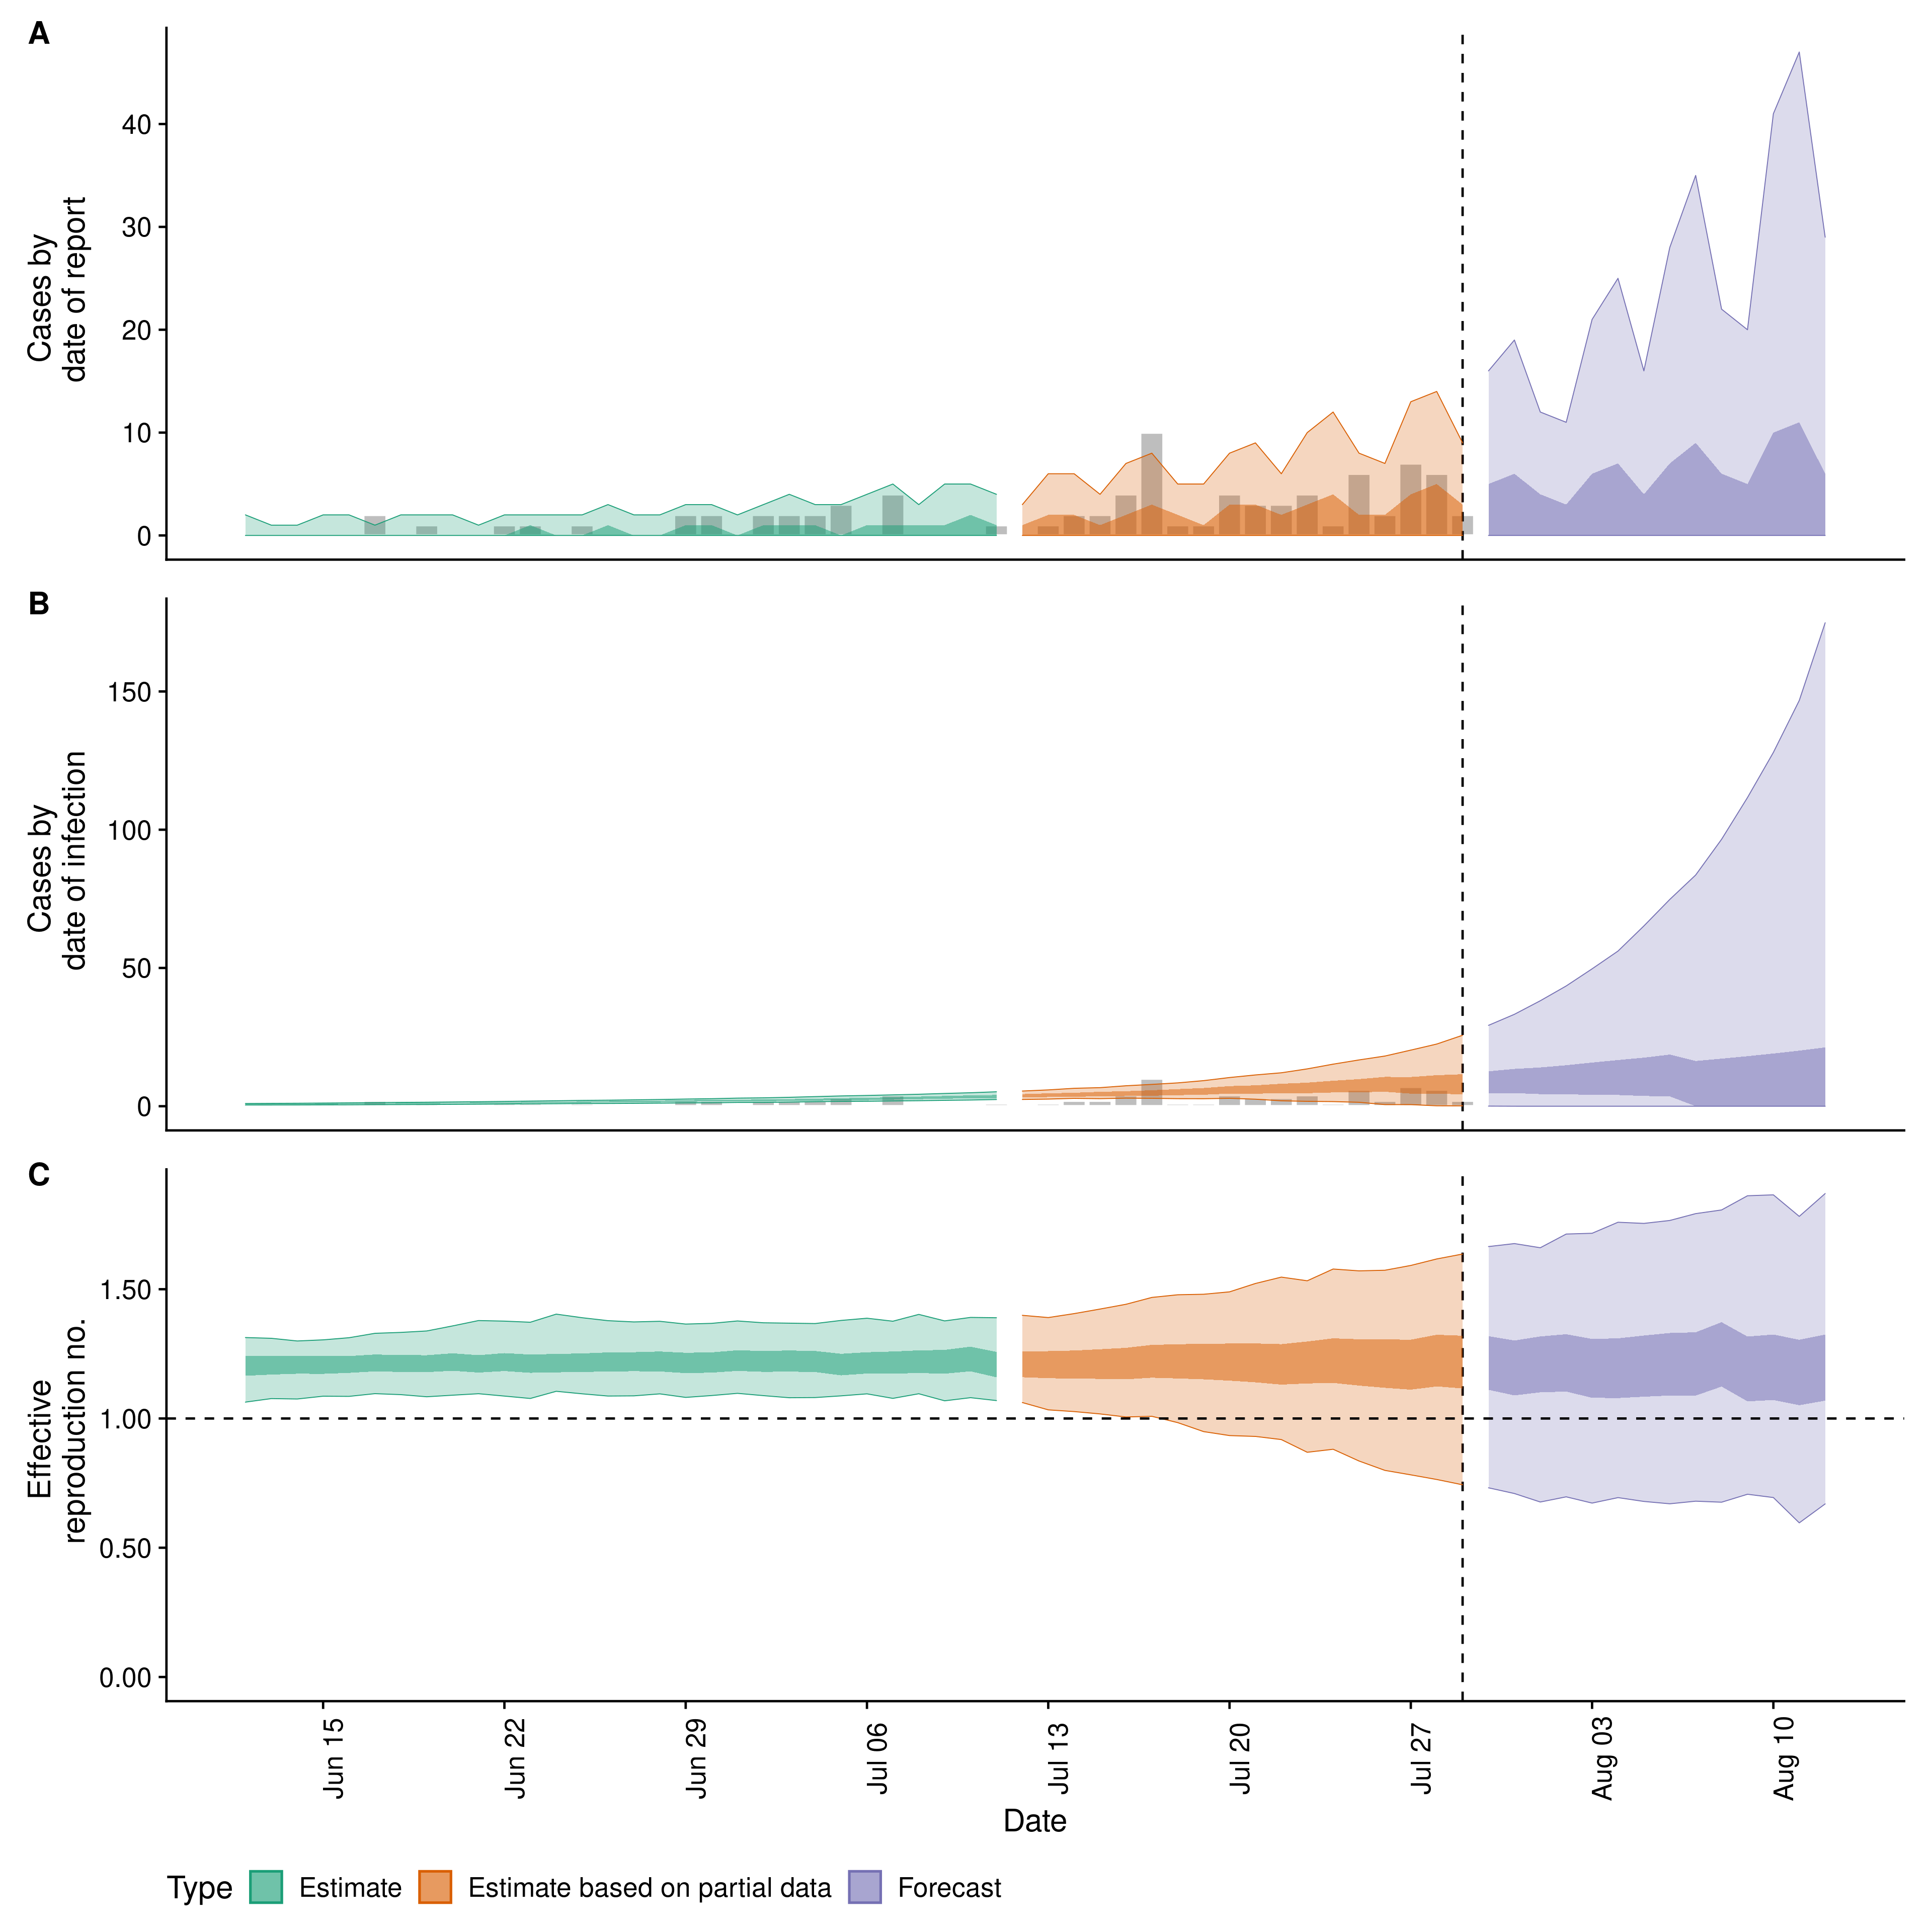 A
Cases by
date of report
40
30
20
10
0
B
Cases by
date of infection
150
100
50
0
C
Effective
reproduction no.
1.50
1.00
0.50
0.00
Jun 15
Jun 22
Jun 29
Jul 06
Jul 13
Jul 20
Jul 27
Aug 03
Aug 10
Date
Type Estimate Estimate based on partial data Forecast